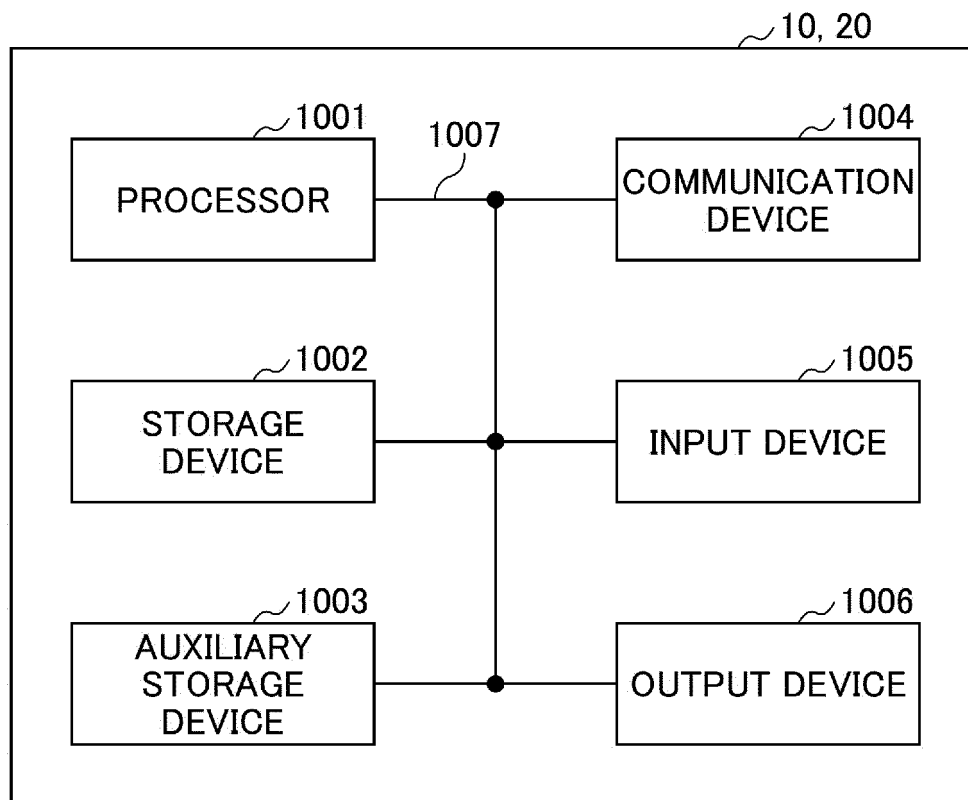 10, 20
1001
PROCESSOR
1007
1004
COMMUNICATION
DEVICE
1002
STORAGE
DEVICE
1005
INPUT DEVICE
1003
AUXILIARY
STORAGE
DEVICE
1006
OUTPUT DEVICE